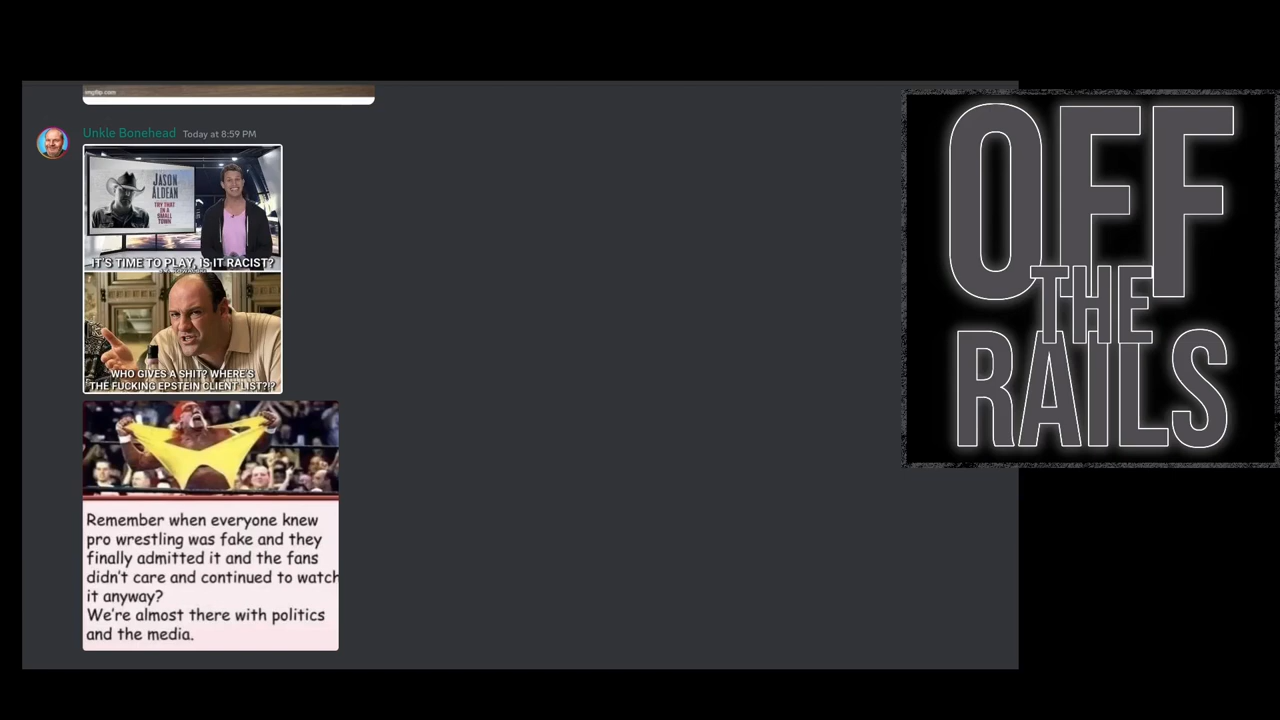 imgflip.com
Unkle Bonehead Today at 8:59 PM
JASON
ALDEAN
TRY THAT
IN A
SMALL
TOWN
IT'S TIME TO PLAY, IS IT RACIST?
WHO GIVES A SHIT? WHERE'S
THE FUCKING EPSTEIN CLIENT LIST?!?
Remember when everyone knew
pro wrestling was fake and they
finally admitted it and the fans
didn't care and continued to watch
it anyway?
We're almost there with politics
and the media.
OFF
THE
RAILS